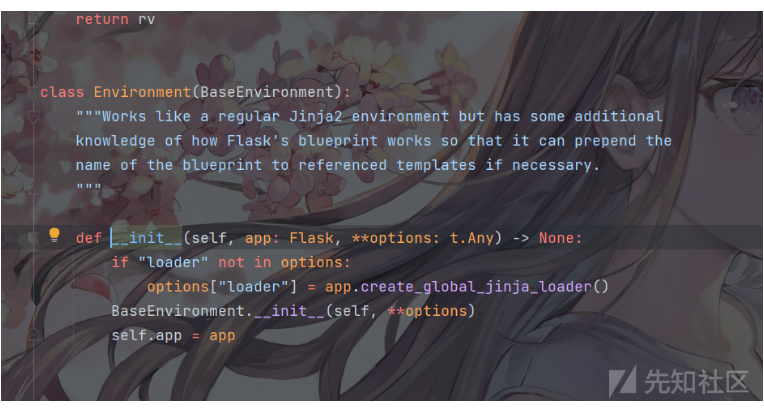 return rv
class Environment(BaseEnvironment):
"""Works like a regular Jinja2 environment but has some additional
knowledge of how Flask's blueprint works so that it can prepend the
name of the blueprint to referenced templates if necessary.
"""
def __init__(self, app: Flask, **options: t.Any) -> None:
if "loader" not in options:
options["loader"] = app.create_global_jinja_loader()
BaseEnvironment.__init__(self, **options)
self.app = app
先知社区